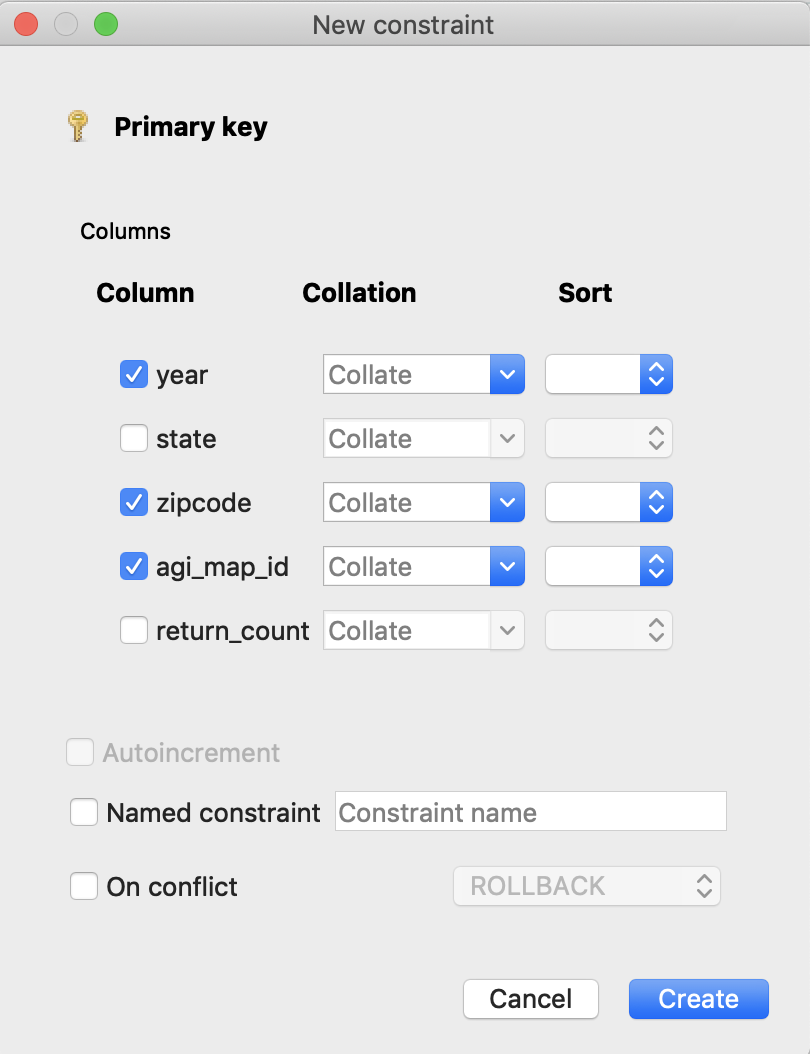 New constraint
Primary key
Columns
Column Collation Sort
year Collate
state Collate
zipcode Collate
agi_map_id Collate
return_count Collate
Autoincrement
Named constraint Constraint name
On conflict ROLLBACK
Cancel Create